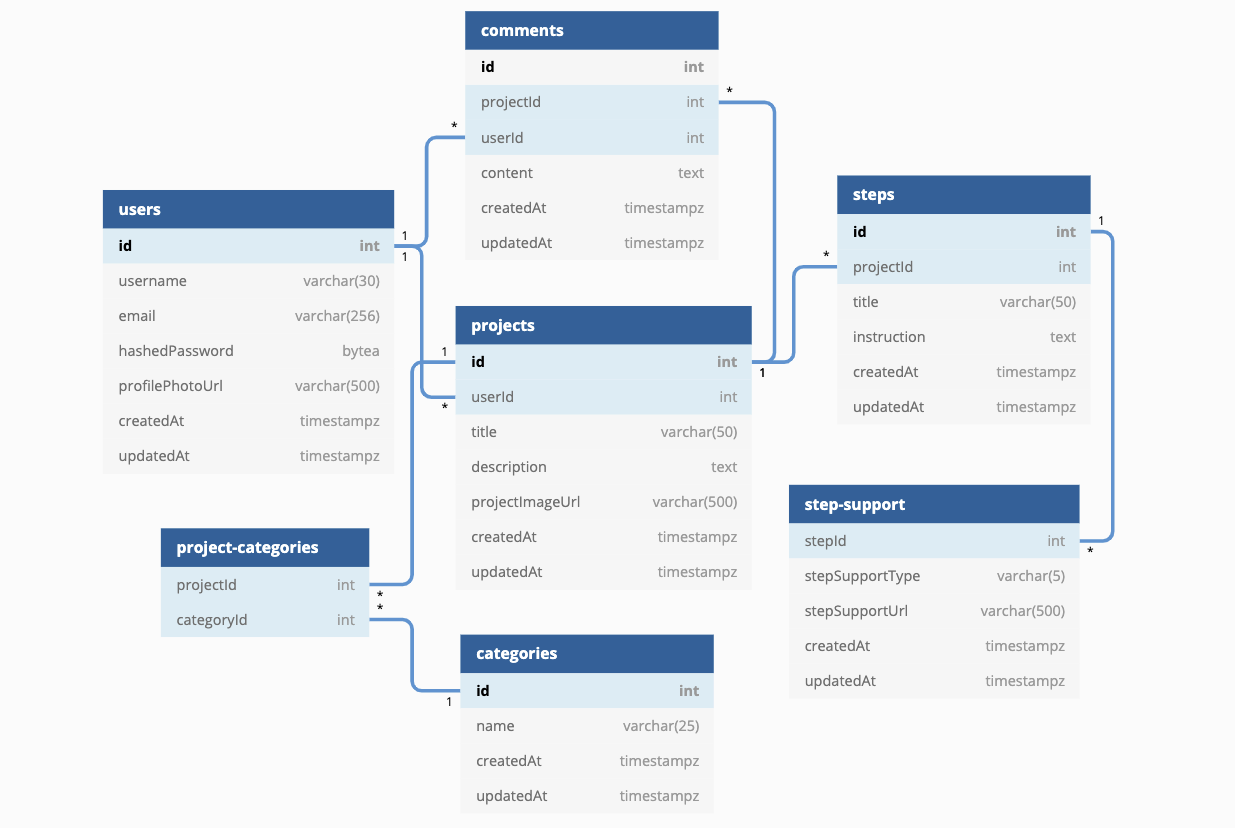 comments
id int
projectId int
userId int
content text
createdAt timestampz
updatedAt timestampz
*
*
users
id int
username varchar(30)
email varchar(256)
hashedPassword bytea
profilePhotoUrl varchar(500)
createdAt timestampz
updatedAt timestampz
1
1
steps
id int
projectId int
title varchar(50)
instruction text
createdAt timestampz
updatedAt timestampz
1
*
projects
id int
userId int
title varchar(50)
description text
projectImageUrl varchar(500)
createdAt timestampz
updatedAt timestampz
1
*
1
step-support
stepId int
stepSupportType varchar(5)
stepSupportUrl varchar(500)
createdAt timestampz
updatedAt timestampz
*
project-categories
projectId int
categoryId int
*
*
categories
id int
name varchar(25)
createdAt timestampz
updatedAt timestampz
1